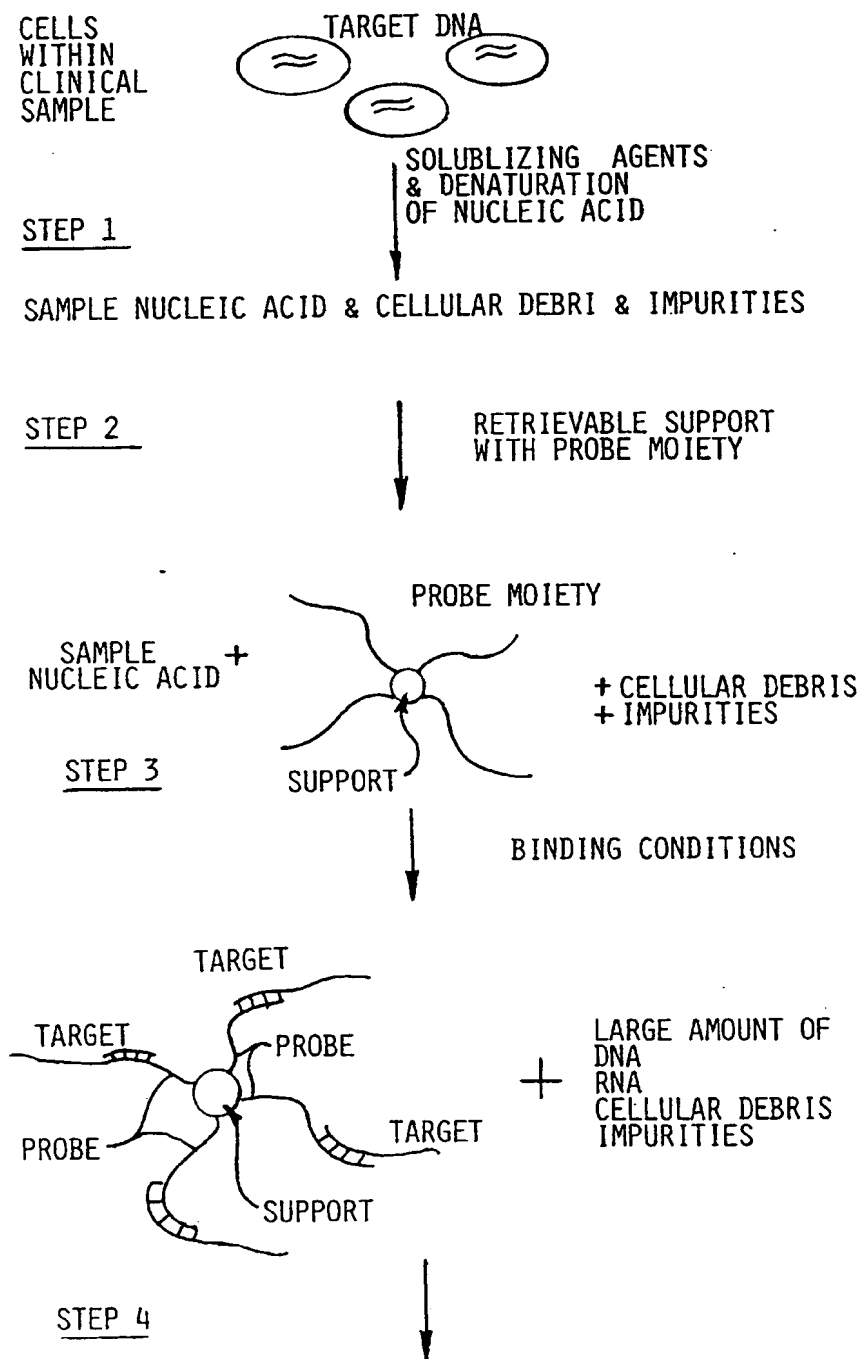 CELLS
WITHIN
CLINICAL
SAMPLE
TARGET DNA
SOLUBLIZING AGENTS
& DENATURATION
OF NUCLEIC ACID
STEP 1
SAMPLE NUCLEIC ACID & CELLULAR DEBRI & IMPURITIES
STEP 2
RETRIEVABLE SUPPORT
WITH PROBE MOIETY
PROBE MOIETY
SAMPLE +
NUCLEIC ACID
+ CELLULAR DEBRIS
+ IMPURITIES
STEP 3
SUPPORT
BINDING CONDITIONS
TARGET
TARGET
PROBE
+
LARGE AMOUNT OF
DNA
RNA
CELLULAR DEBRIS
IMPURITIES
TARGET
PROBE
SUPPORT
STEP 4